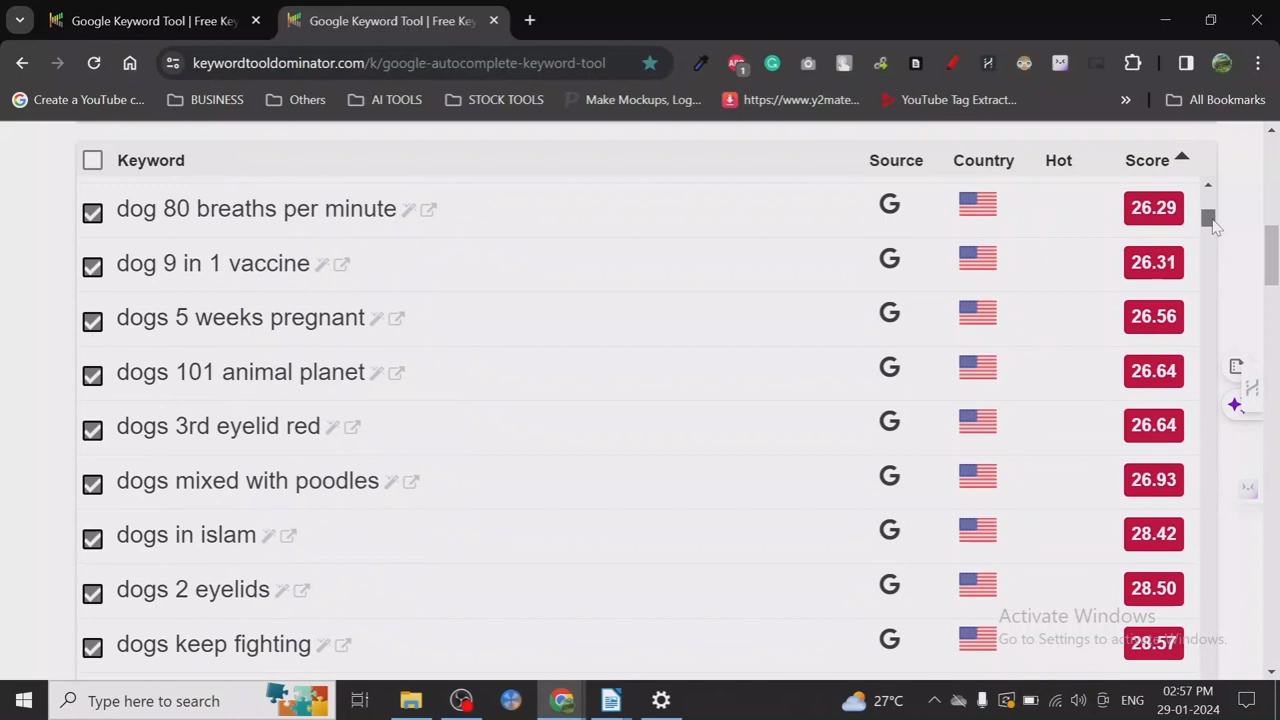 Google Keyword Tool | Free Key
Google Keyword Tool | Free Key
keywordtooldominator.com/k/google-autocomplete-keyword-tool
1
Create a YouTube c...
BUSINESS
Others
AI TOOLS
STOCK TOOLS
Make Mockups, Log...
https://www.y2mate...
YouTube Tag Extract...
»
All Bookmarks
Keyword Source Country Hot Score
dog 80 breaths per minute G 26.29
dog 9 in 1 vaccine G 26.31
dogs 5 weeks pregnant G 26.56
dogs 101 animal planet G 26.64
dogs 3rd eyelid red G 26.64
dogs mixed with poodles G 26.93
dogs in islam G 28.42
dogs 2 eyelids G 28.50
dogs keep fighting G 28.57
Activate Windows
Go to Settings to activate Windows.
Type here to search
27°C
ENG
02:57 PM
29-01-2024